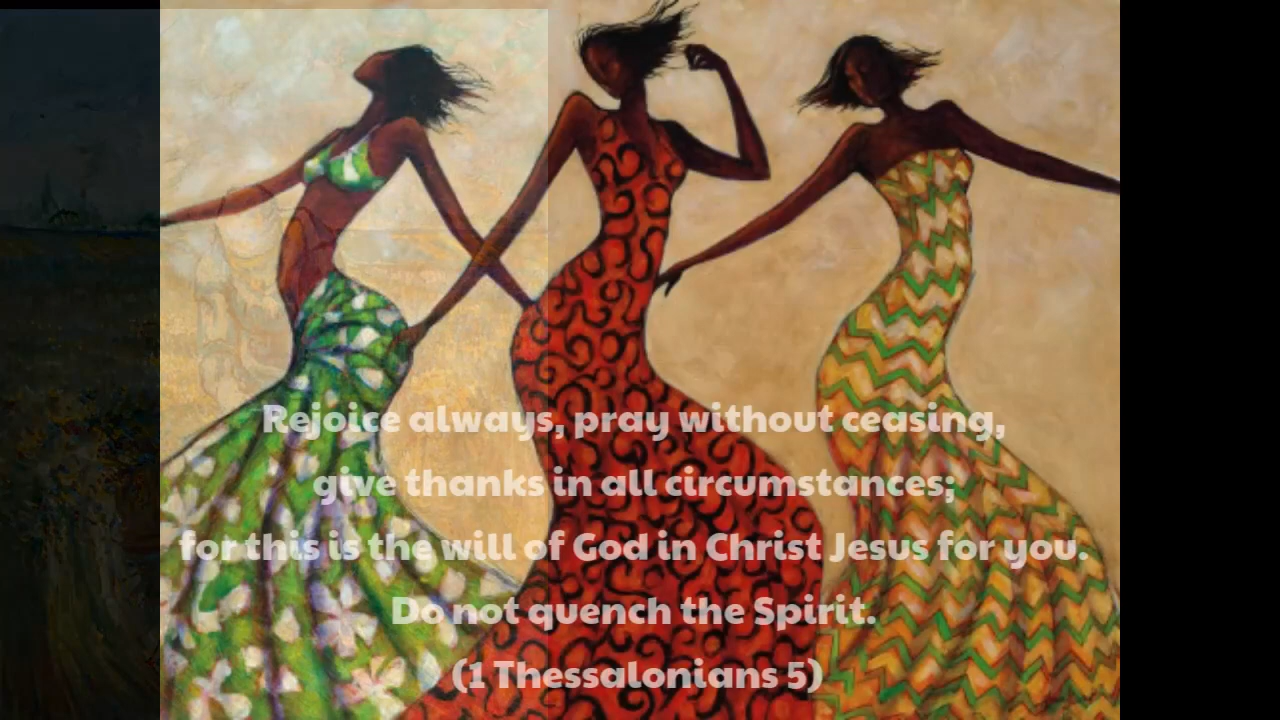 Rejoice always, pray without ceasing,
give thanks in all circumstances;
for this is the will of God in Christ Jesus for you.
Do not quench the Spirit.
(1 Thessalonians 5)